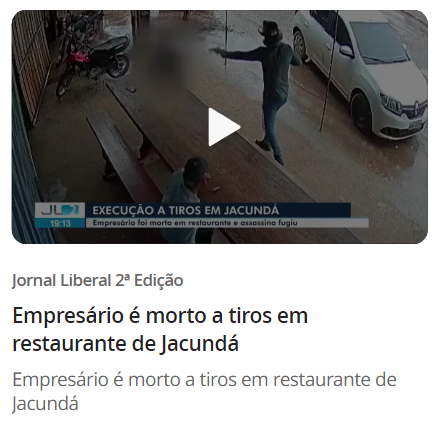 JL2 EXECUÇÃO A TIROS EM JACUNDÁ
19:13 Empresário foi morto em restaurante e assassino fugiu
Jornal Liberal 2ª Edição
Empresário é morto a tiros em
restaurante de Jacundá
Empresário é morto a tiros em restaurante de
Jacundá